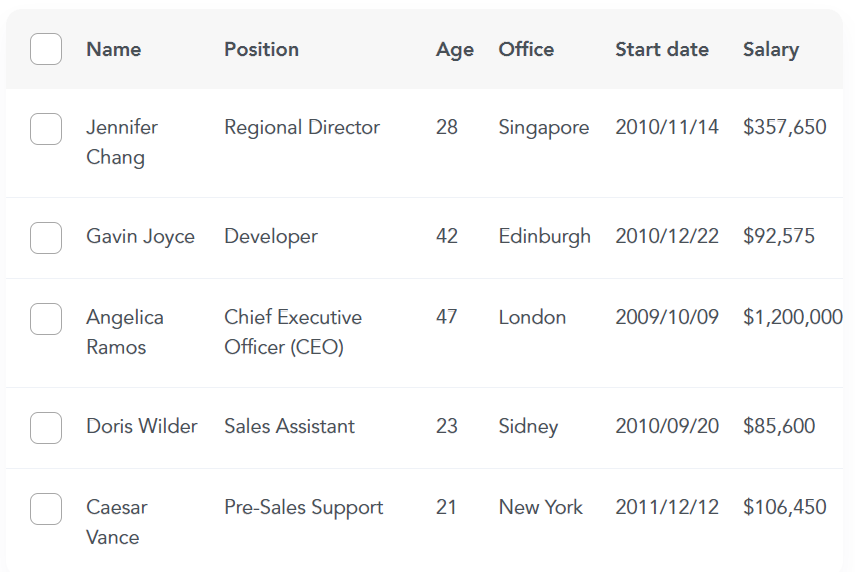 Name Position Age Office Start date Salary
Jennifer Regional Director 28 Singapore 2010/11/14 $357,650
Chang
Gavin Joyce Developer 42 Edinburgh 2010/12/22 $92,575
Angelica Chief Executive 47 London 2009/10/09 $1,200,000
Ramos Officer (CEO)
Doris Wilder Sales Assistant 23 Sidney 2010/09/20 $85,600
Caesar Pre-Sales Support 21 New York 2011/12/12 $106,450
Vance